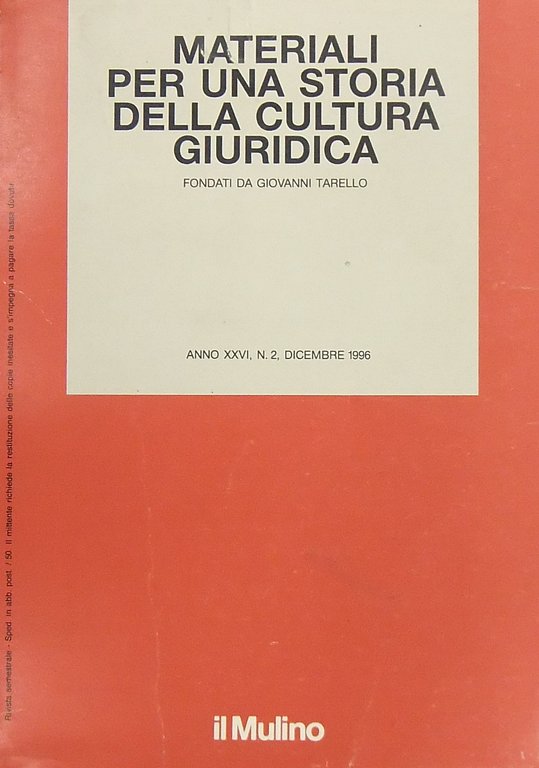 MATERIALI
PER UNA STORIA
DELLA CULTURA
GIURIDICA
FONDATI DA GIOVANNI TARELLO
ANNO XXVI, N. 2, DICEMBRE 1996
Rivista semestrale - Sped. in abb. post. / 50 Il mittente richiede la restituzione delle copie inesitate e s'impegna a pagare la tassa dovuta
il Mulino